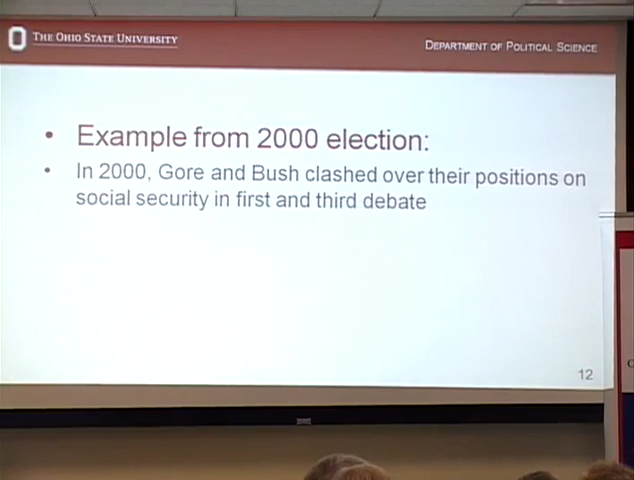 THE OHIO STATE UNIVERSITY
DEPARTMENT OF POLITICAL SCIENCE
• Example from 2000 election:
• In 2000, Gore and Bush clashed over their positions on
social security in first and third debate
12